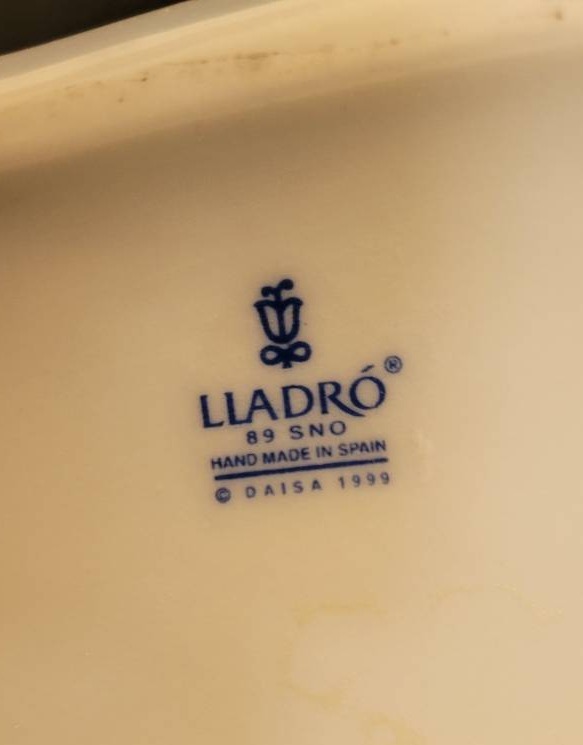 LLADRÓ®
89 SNO
HAND MADE IN SPAIN
© DAISA 1999